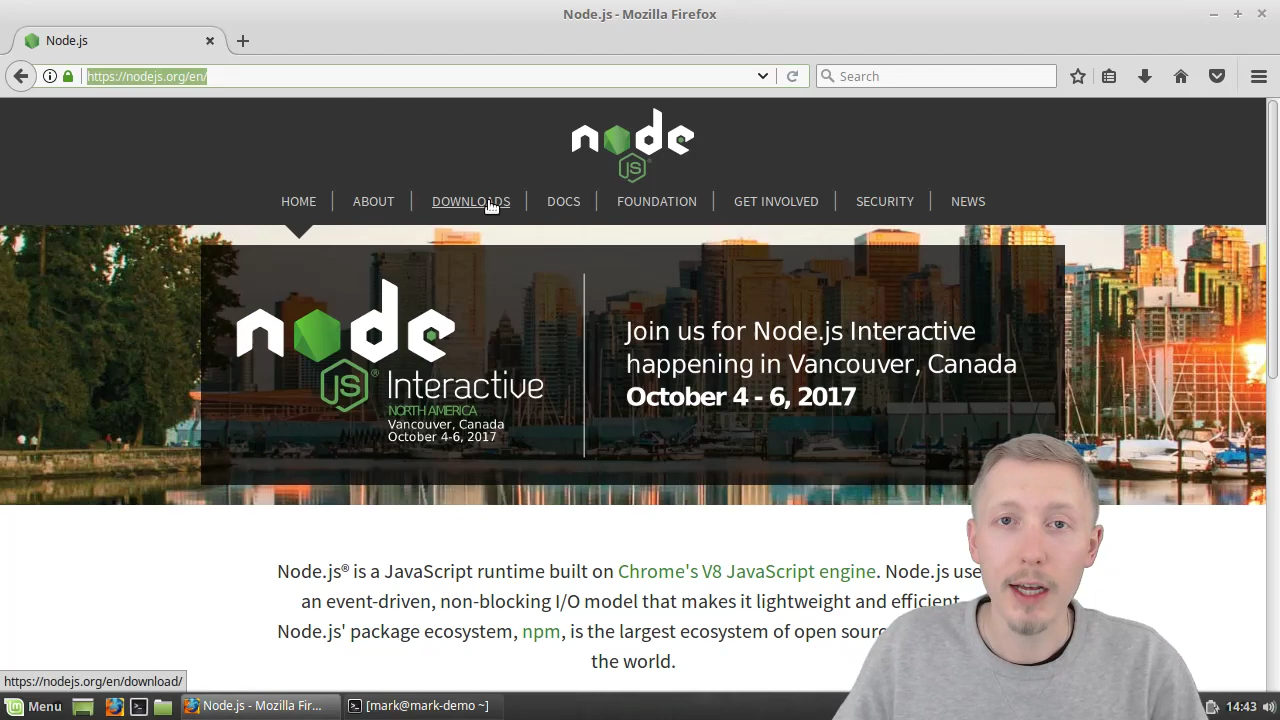 Node.js - Mozilla Firefox
Node.js
https://nodejs.org/en/
Search
node
JS
HOME
ABOUT
DOWNLOADS
DOCS
FOUNDATION
GET INVOLVED
SECURITY
NEWS
node
JS
Interactive
NORTH AMERICA
Vancouver, Canada
October 4-6, 2017
Join us for Node.js Interactive
happening in Vancouver, Canada
October 4 - 6, 2017
Node.js® is a JavaScript runtime built on Chrome's V8 JavaScript engine. Node.js use
an event-driven, non-blocking I/O model that makes it lightweight and efficient
Node.js' package ecosystem, npm, is the largest ecosystem of open sourc
the world.
https://nodejs.org/en/download/
Menu
Node.js - Mozilla Fir...
[mark@mark-demo ~]
14:43